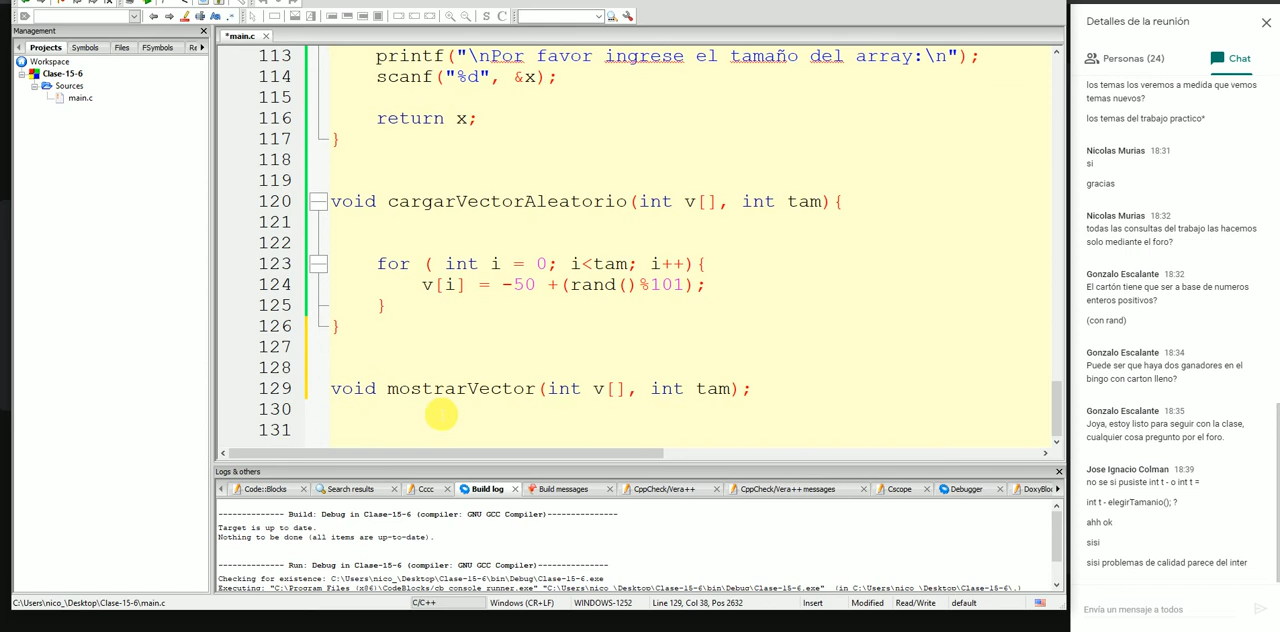 Management
Projects
Symbols
Files
FSymbols
Re
Workspace
Clase-15-6
Sources
main.c
*main.c
113 printf("\nPor favor ingrese el tamaño del array:\n");
114 scanf("%d", &x);
115
116 return x;
117 }
118
119
120 void cargarVectorAleatorio(int v[], int tam){
121
122
123 for ( int i = 0; i<tam; i++){
124 v[i] = -50 +(rand()%101);
125 }
126 }
127
128
129 void mostrarVector(int v[], int tam);
130
131
Logs & others
Code::Blocks
Search results
Cccc
Build log
Build messages
CppCheck/Vera++
CppCheck/Vera++ messages
Cscope
Debugger
DoxyBlo
-------------- Build: Debug in Clase-15-6 (compiler: GNU GCC Compiler)---------------
Target is up to date.
Nothing to be done (all items are up-to-date).
-------------- Run: Debug in Clase-15-6 (compiler: GNU GCC Compiler)---------------
Checking for existence: C:\Users\nico_\Desktop\Clase-15-6\bin\Debug\Clase-15-6.exe
Executing: "C:\Program Files (x86)\CodeBlocks/cb_console_runner.exe" "C:\Users\nico_\Desktop\Clase-15-6\bin\Debug\Clase-15-6.exe" (in C:\Users\nico_\Desktop\Clase-15-6\.)
C:\Users\nico_\Desktop\Clase-15-6\main.c
C/C++
Windows (CR+LF)
WINDOWS-1252
Line 129, Col 38, Pos 2632
Insert
Modified
Read/Write
default
Detalles de la reunión
Personas (24)
Chat
los temas los veremos a medida que vemos
temas nuevos?
los temas del trabajo practico*
Nicolas Murias 18:31
si
gracias
Nicolas Murias 18:32
todas las consultas del trabajo las hacemos
solo mediante el foro?
Gonzalo Escalante 18:32
El cartón tiene que ser a base de numeros
enteros positivos?
(con rand)
Gonzalo Escalante 18:34
Puede ser que haya dos ganadores en el
bingo con carton lleno?
Gonzalo Escalante 18:35
Joya, estoy listo para seguir con la clase,
cualquier cosa pregunto por el foro.
Jose Ignacio Colman 18:39
no se si pusiste int t - o int t =
int t - elegirTamanio(); ?
ahh ok
sisi
sisi problemas de calidad parece del inter
Envía un mensaje a todos